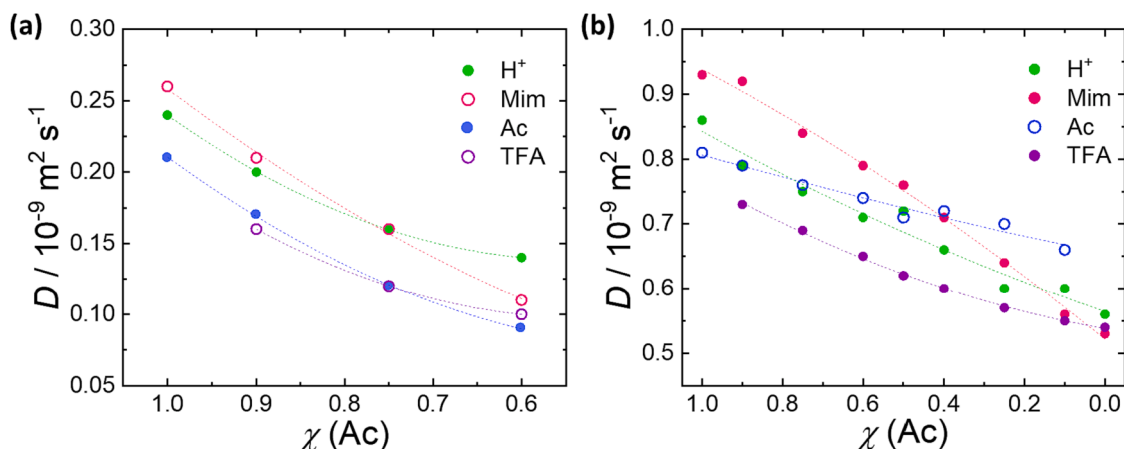 (a)
0.30
0.25
0.20
0.15
0.10
0.05
D / 10⁻⁹ m² s⁻¹
H⁺
Mim
Ac
TFA
1.0 0.9 0.8 0.7 0.6
χ (Ac)
(b)
1.0
0.9
0.8
0.7
0.6
0.5
D / 10⁻⁹ m² s⁻¹
H⁺
Mim
Ac
TFA
1.0 0.8 0.6 0.4 0.2 0.0
χ (Ac)